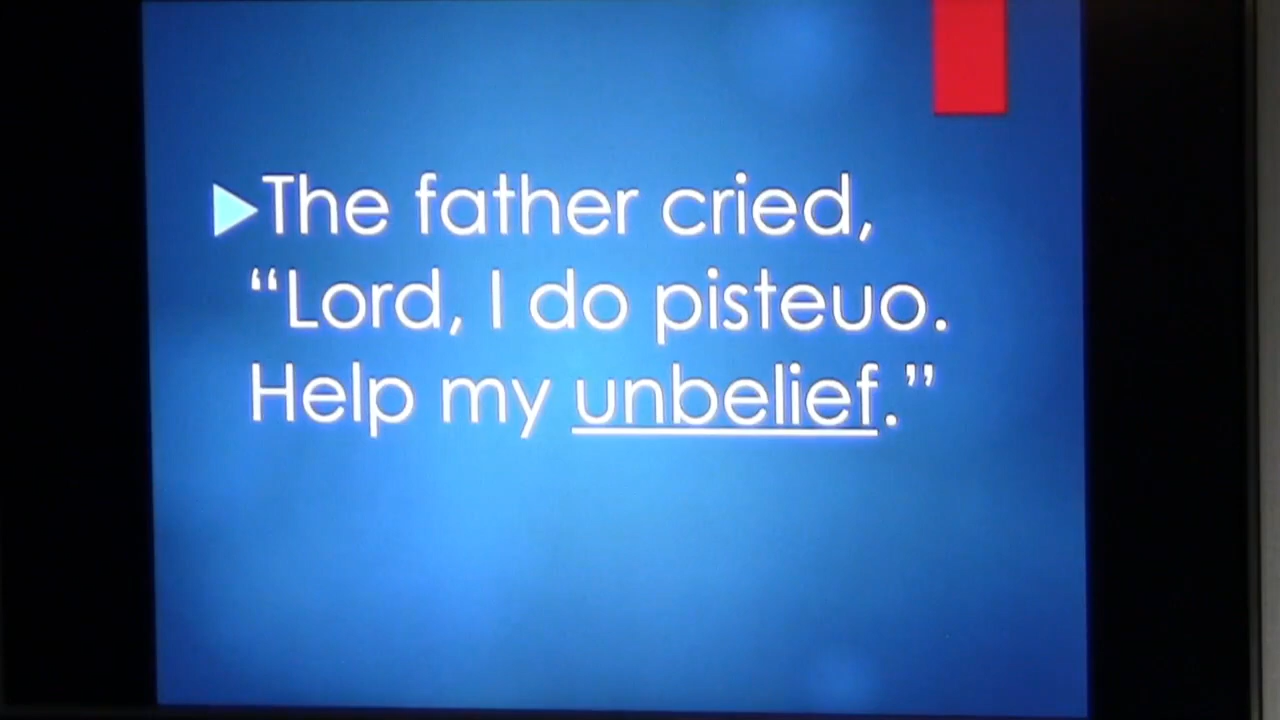 The father cried,
“Lord, I do pisteuo.
Help my unbelief.”